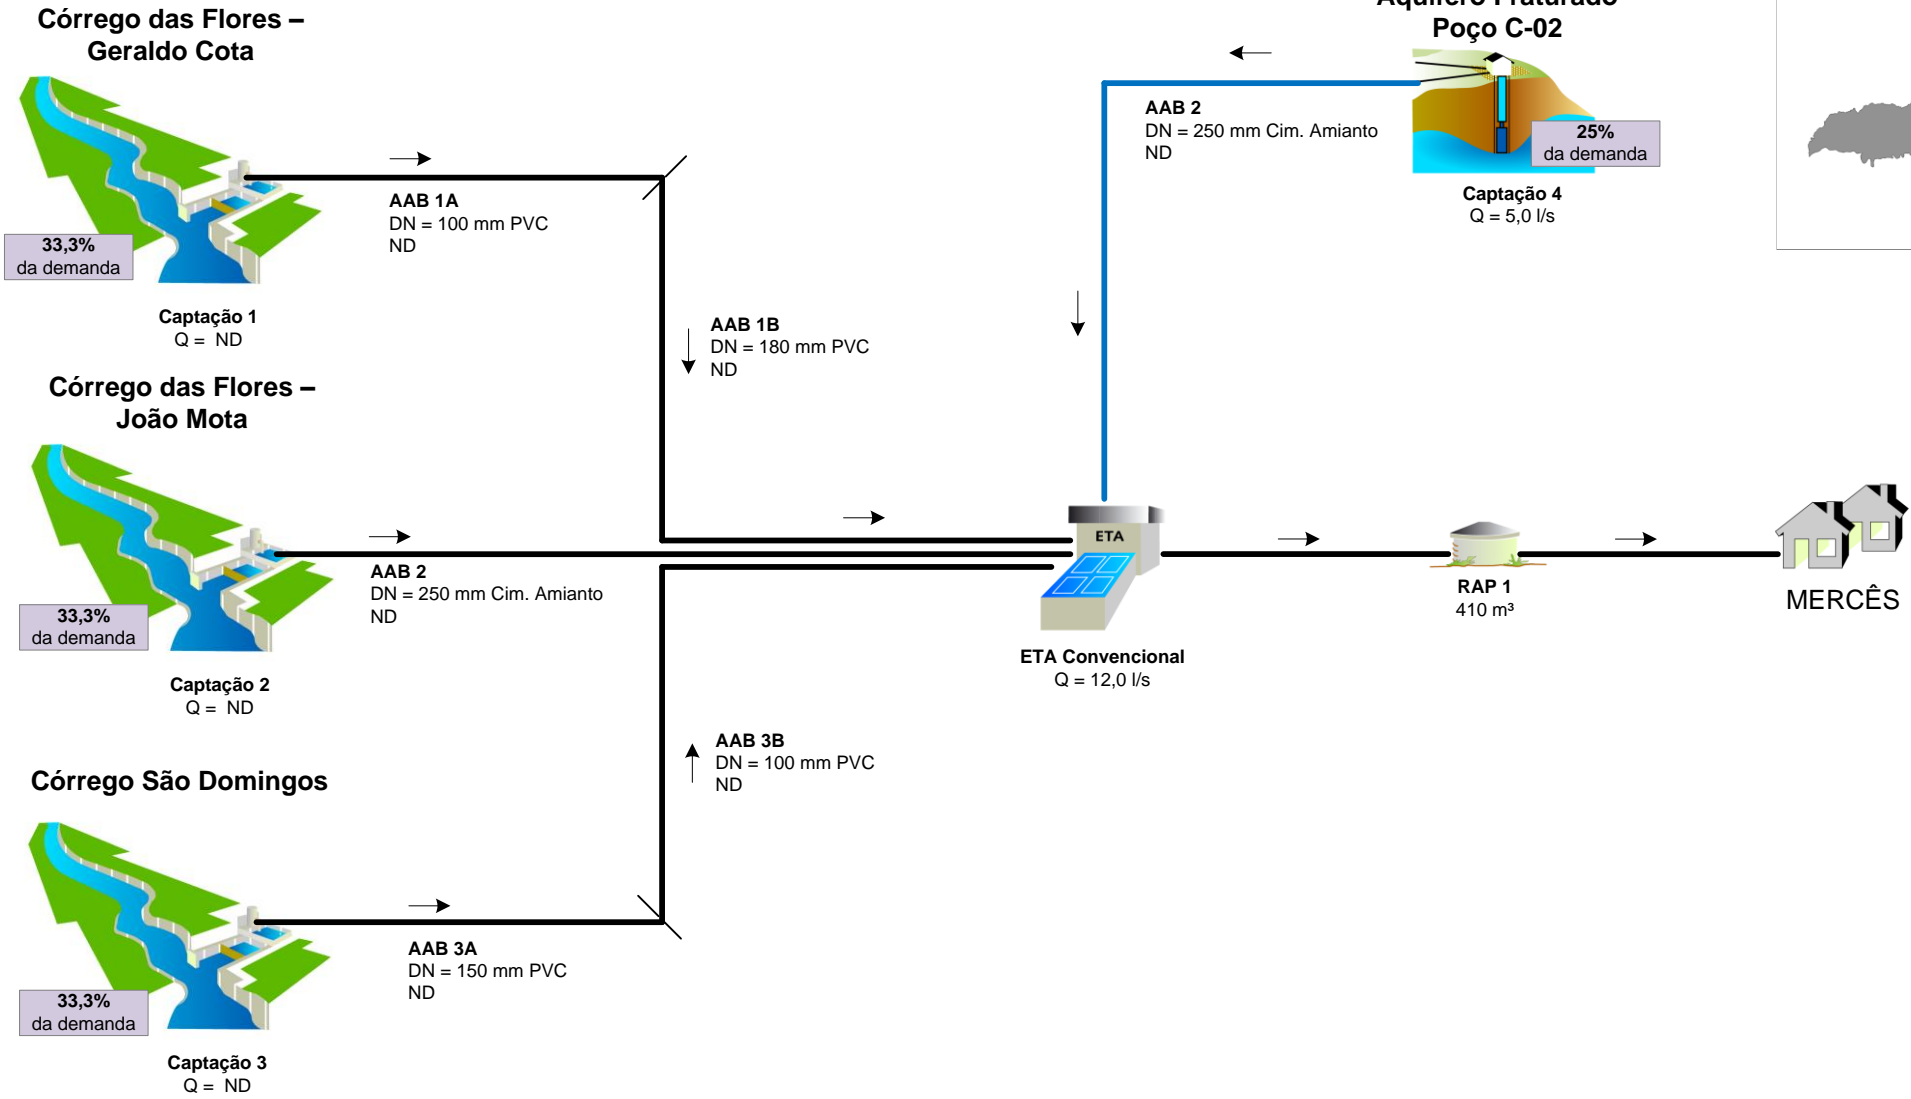 Córrego das Flores –
Geraldo Cota
33,3%
da demanda
Captação 1
Q = ND
AAB 1A
DN = 100 mm PVC
ND
AAB 1B
DN = 180 mm PVC
ND
Aquífero Fraturado
Poço C-02
AAB 2
DN = 250 mm Cim. Amianto
ND
25%
da demanda
Captação 4
Q = 5,0 l/s
Córrego das Flores –
João Mota
33,3%
da demanda
Captação 2
Q = ND
AAB 2
DN = 250 mm Cim. Amianto
ND
ETA
ETA Convencional
Q = 12,0 l/s
RAP 1
410 m³
MERCÊS
AAB 3B
DN = 100 mm PVC
ND
Córrego São Domingos
33,3%
da demanda
Captação 3
Q = ND
AAB 3A
DN = 150 mm PVC
ND